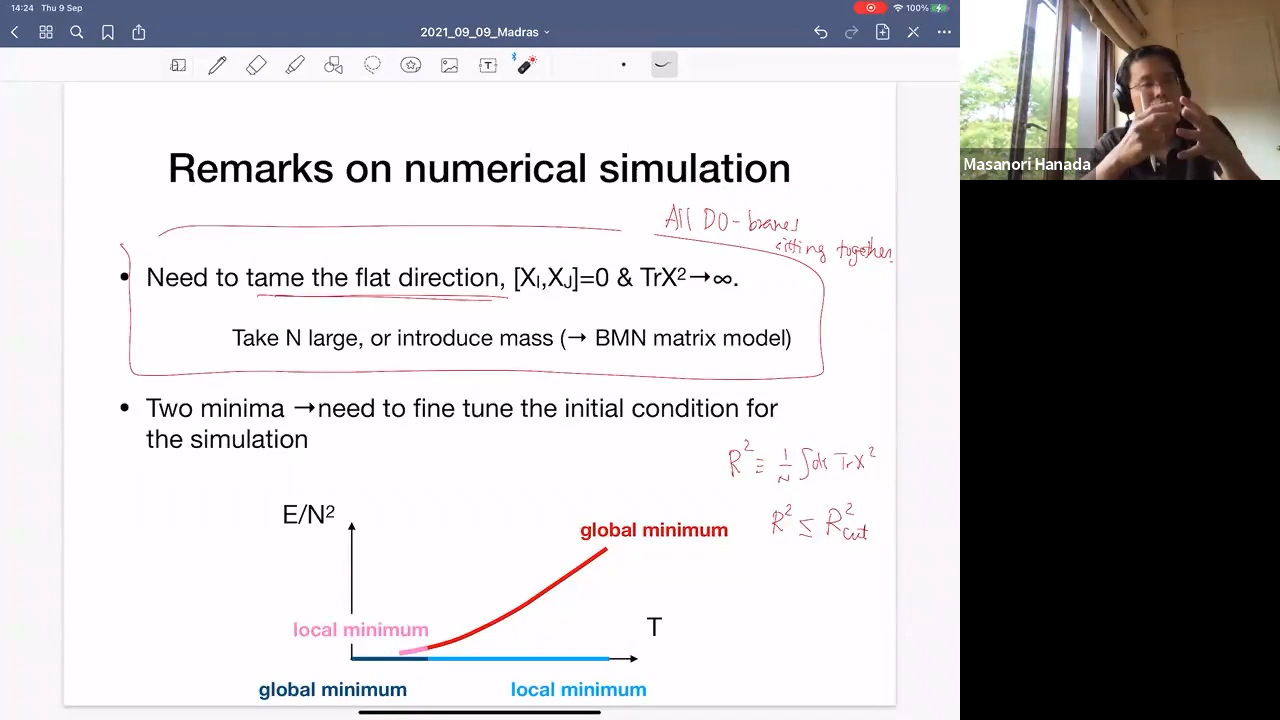 14:24 Thu 9 Sep
100%
2021_09_09_Madras
T
Masanori Hanada
Remarks on numerical simulation
All D0-branes
sitting together
• Need to tame the flat direction, [XI,XJ]=0 & TrX²→∞.
Take N large, or introduce mass (→ BMN matrix model)
• Two minima →need to fine tune the initial condition for
the simulation
R² ≡ 1/N ∫dt TrX²
R² ≤ R²cut
E/N²
global minimum
local minimum
T
global minimum
local minimum